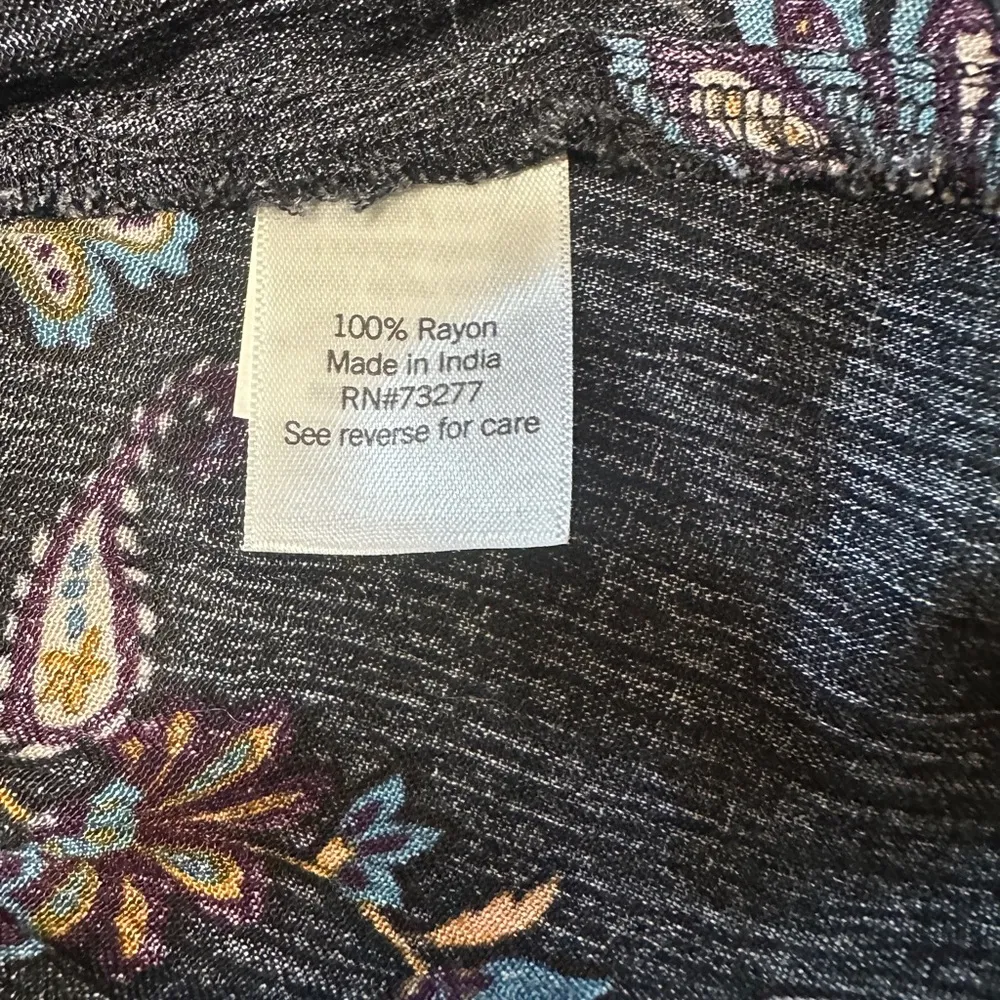 100% Rayon
Made in India
RN#73277
See reverse for care